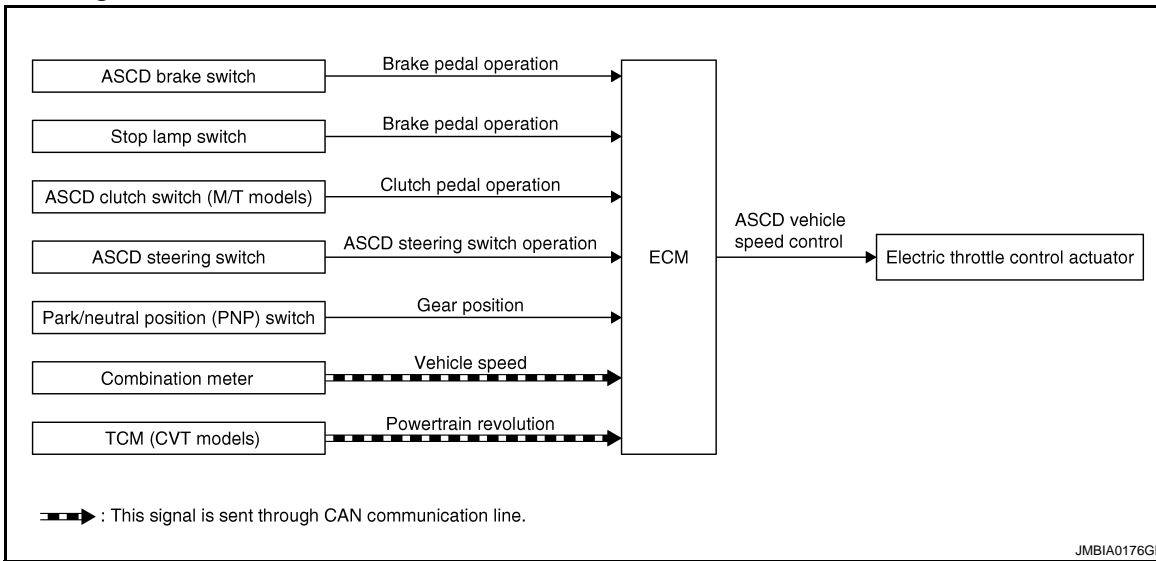 ASCD brake switch
Brake pedal operation
Stop lamp switch
Brake pedal operation
ASCD clutch switch (M/T models)
Clutch pedal operation
ASCD steering switch
ASCD steering switch operation
Park/neutral position (PNP) switch
Gear position
Combination meter
Vehicle speed
TCM (CVT models)
Powertrain revolution
ECM
ASCD vehicle
speed control
Electric throttle control actuator
: This signal is sent through CAN communication line.